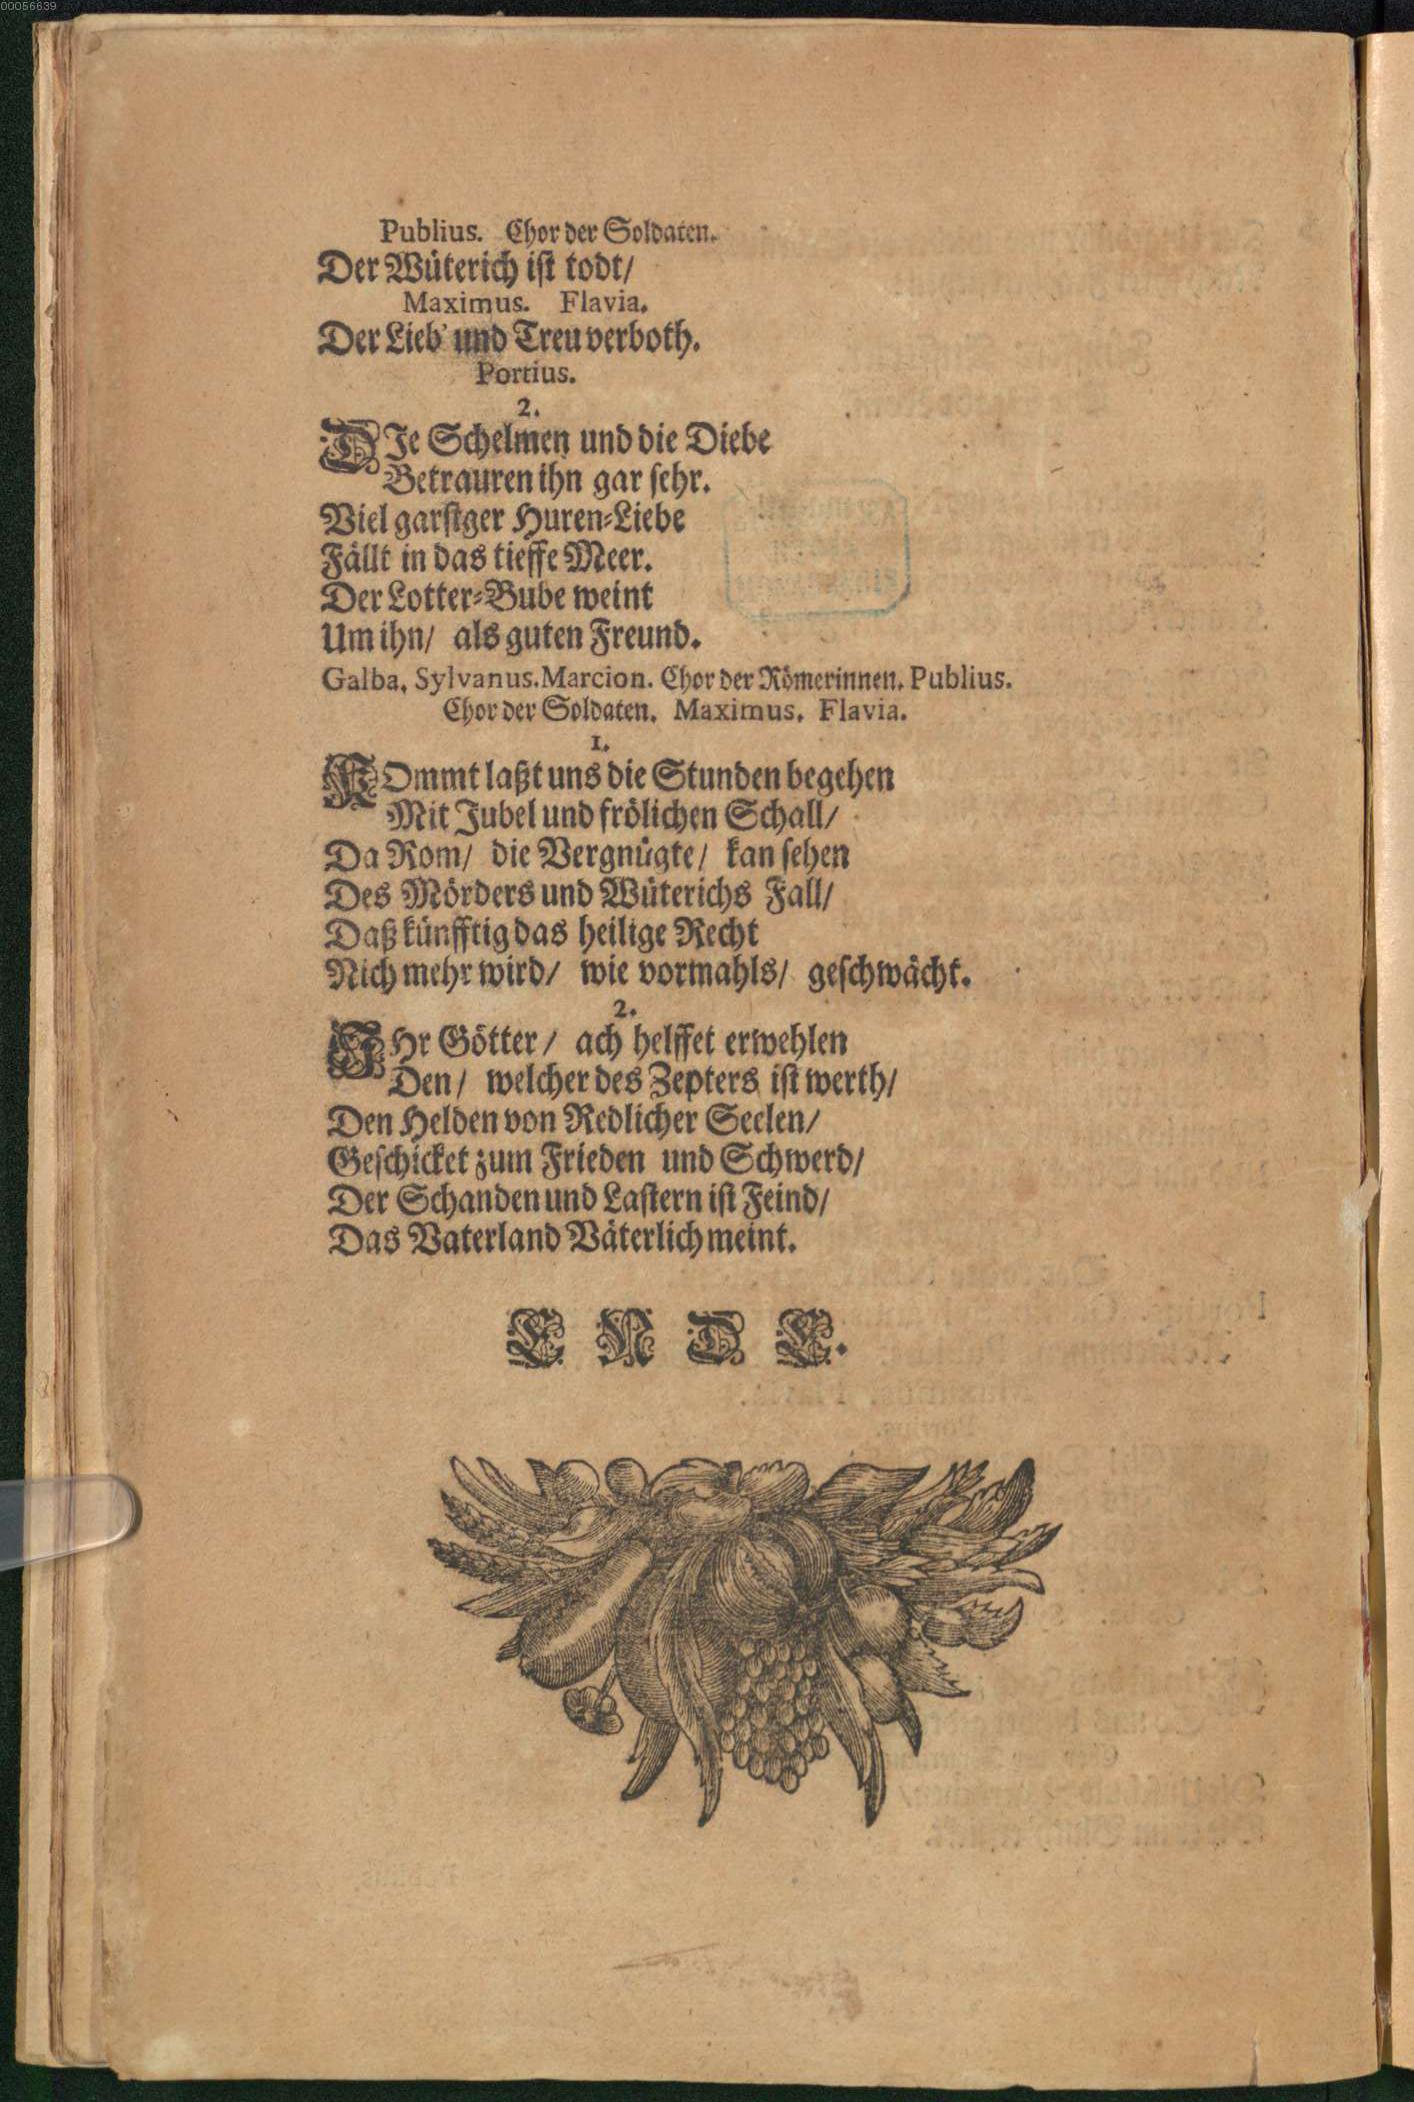 00056639
Publius. Chor der Soldaten.
Der Wüterich ist todt/
Maximus. Flavia.
Der Lieb' und Treu verboth.
Portius.
2.
DIe Schelmen und die Diebe
Betrauren ihn gar sehr.
Viel garstger Huren-Liebe
Fällt in das tieffe Meer.
Der Lotter-Bube weint
Um ihn/ als guten Freund.
Galba. Sylvanus. Marcion. Chor der Römerinnen. Publius.
Chor der Soldaten. Maximus. Flavia.
1.
KOmmt laßt uns die Stunden begehen
Mit Jubel und frölichen Schall/
Da Rom/ die Vergnügte/ kan sehen
Des Mörders und Wüterichs Fall/
Daß künfftig das heilige Recht
Nich mehr wird/ wie vormahls/ geschwächt.
2.
IHr Götter/ ach helffet erwehlen
Den/ welcher des Zepters ist werth/
Den Helden von Redlicher Seelen/
Geschicket zum Frieden und Schwerd/
Der Schanden und Lastern ist Feind/
Das Vaterland Väterlich meint.
ENDE.